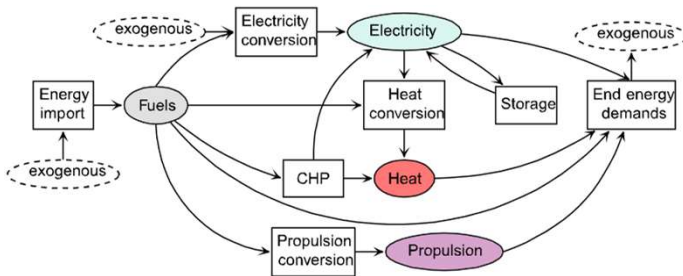 exogenous
Electricity
conversion
Electricity
exogenous
Energy
import
Fuels
Heat
conversion
Storage
End energy
demands
exogenous
CHP
Heat
Propulsion
conversion
Propulsion